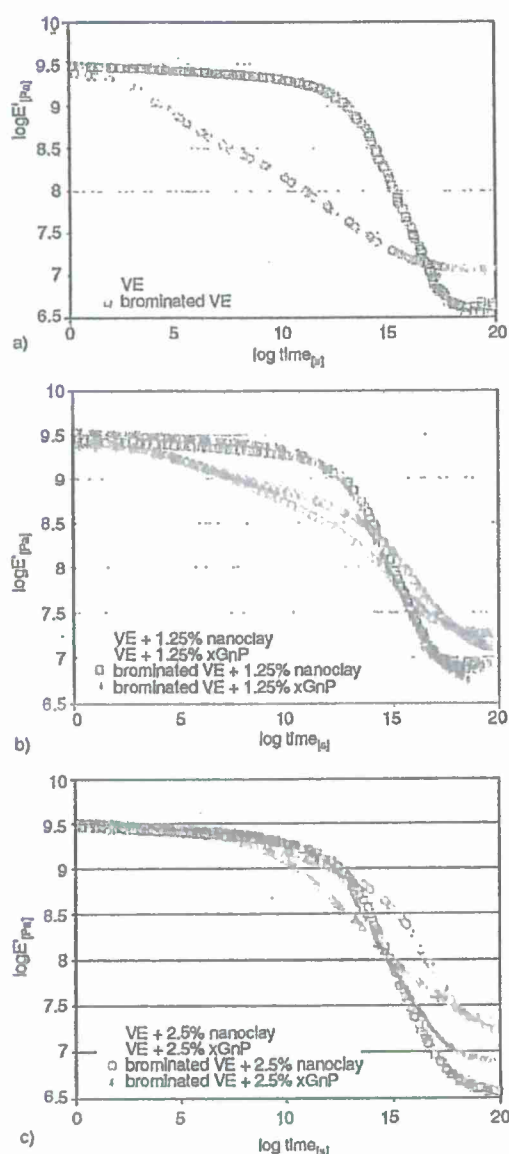 10
9.5
9
8.5
8
7.5
7
6.5
logE'[Pa]
VE
brominated VE
0 5 10 15 20
a)
log time[s]
10
9.5
9
8.5
8
7.5
7
6.5
logE'[Pa]
VE + 1.25% nanoclay
VE + 1.25% xGnP
brominated VE + 1.25% nanoclay
brominated VE + 1.25% xGnP
0 5 10 15 20
b)
log time[s]
10
9.5
9
8.5
8
7.5
7
6.5
logE'[Pa]
VE + 2.5% nanoclay
VE + 2.5% xGnP
brominated VE + 2.5% nanoclay
brominated VE + 2.5% xGnP
0 5 10 15 20
c)
log time[s]